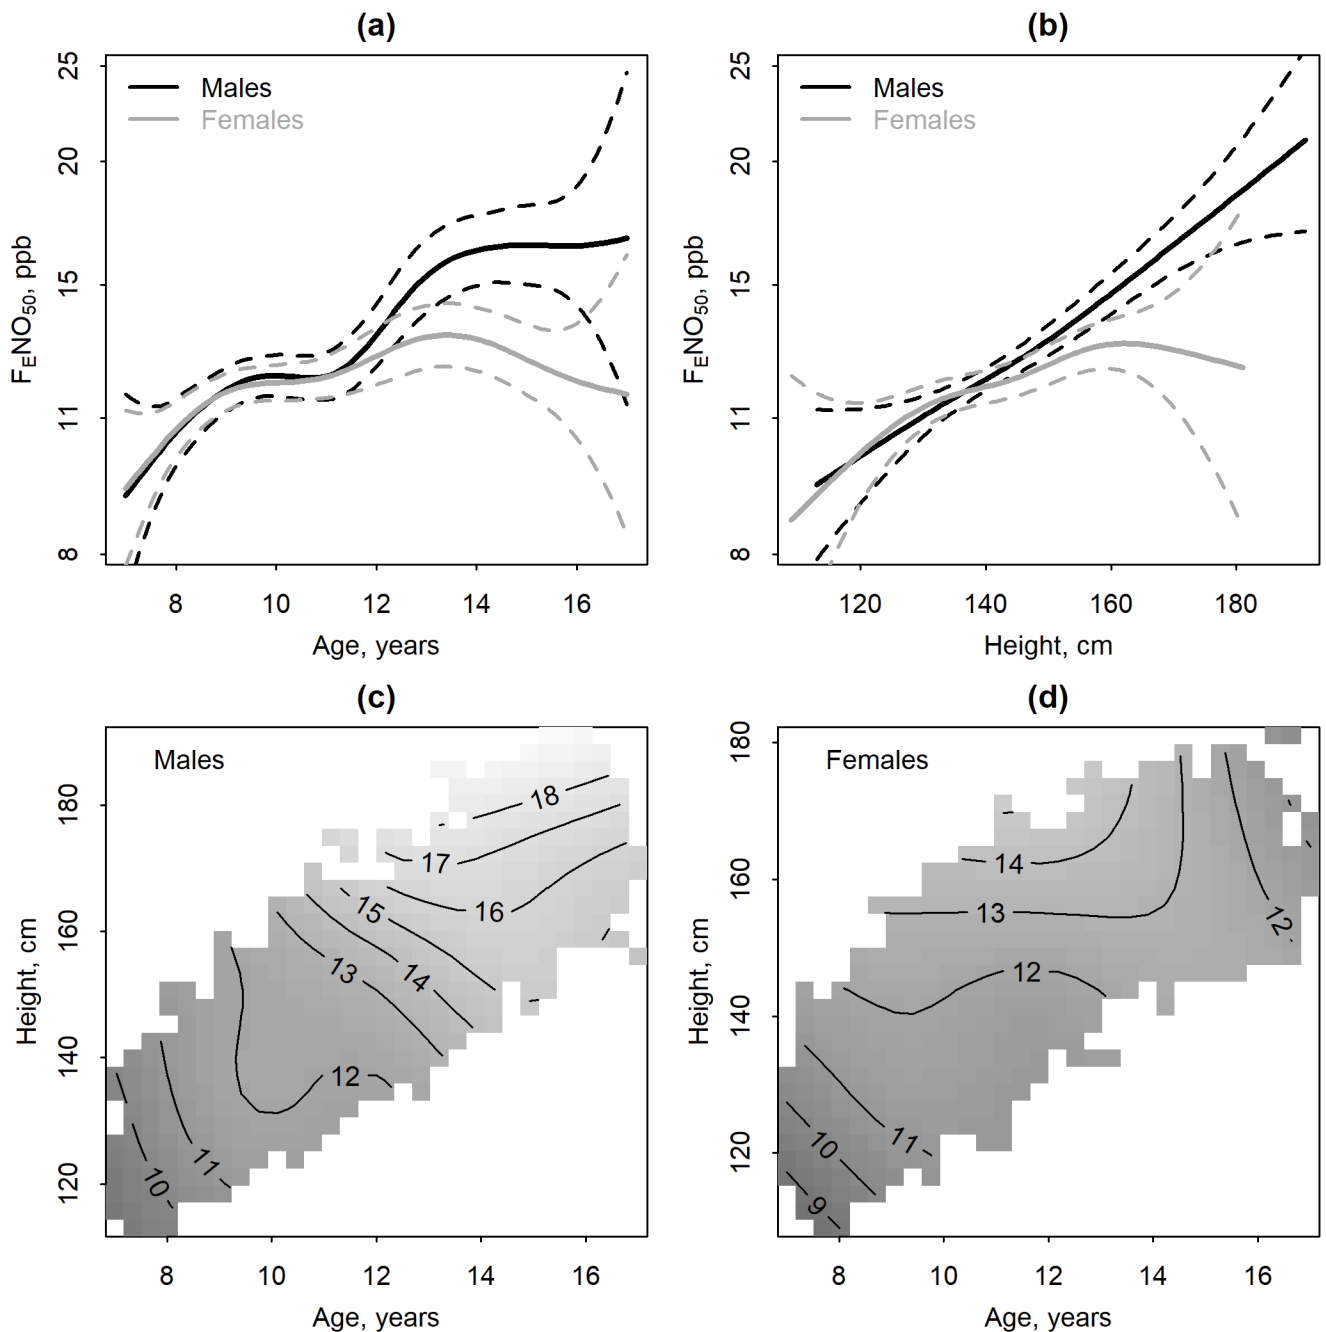 (a)
Males
Females
25
20
15
11
8
FENO50, ppb
8 10 12 14 16
Age, years
(b)
Males
Females
25
20
15
11
8
FENO50, ppb
120 140 160 180
Height, cm
(c)
Males
180
160
140
120
Height, cm
18
17
16
15
14
13
12
11
10
8 10 12 14 16
Age, years
(d)
Females
180
160
140
120
Height, cm
14
13
12
12
11
10
9
8 10 12 14 16
Age, years